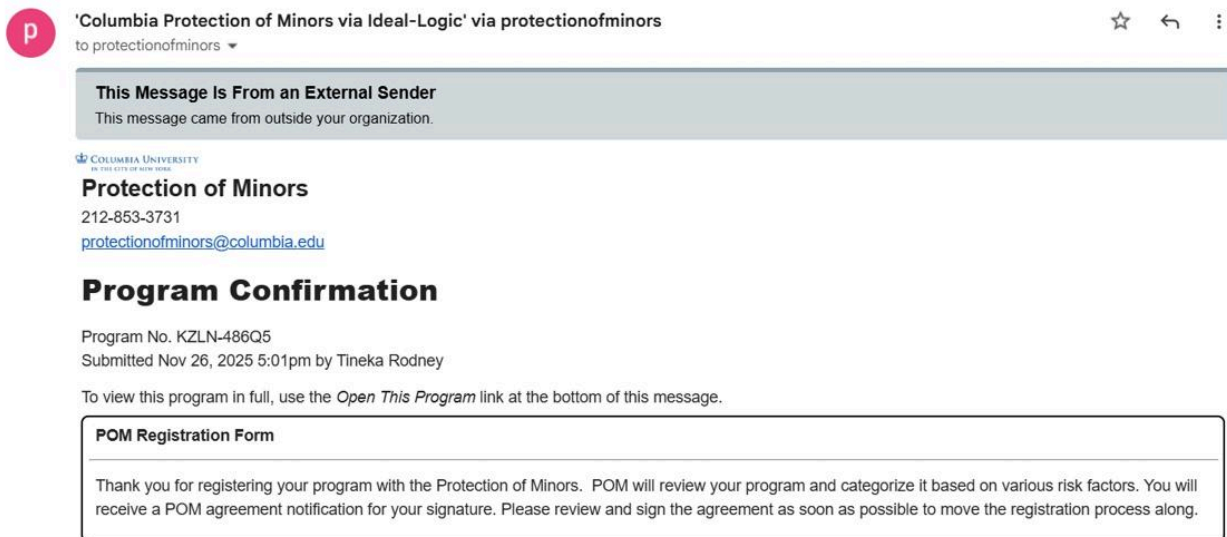 p
'Columbia Protection of Minors via Ideal-Logic' via protectionofminors
to protectionofminors
This Message Is From an External Sender
This message came from outside your organization.
COLUMBIA UNIVERSITY
IN THE CITY OF NEW YORK
Protection of Minors
212-853-3731
protectionofminors@columbia.edu
Program Confirmation
Program No. KZLN-486Q5
Submitted Nov 26, 2025 5:01pm by Tineka Rodney
To view this program in full, use the Open This Program link at the bottom of this message.
POM Registration Form
Thank you for registering your program with the Protection of Minors.  POM will review your program and categorize it based on various risk factors. You will
receive a POM agreement notification for your signature. Please review and sign the agreement as soon as possible to move the registration process along.